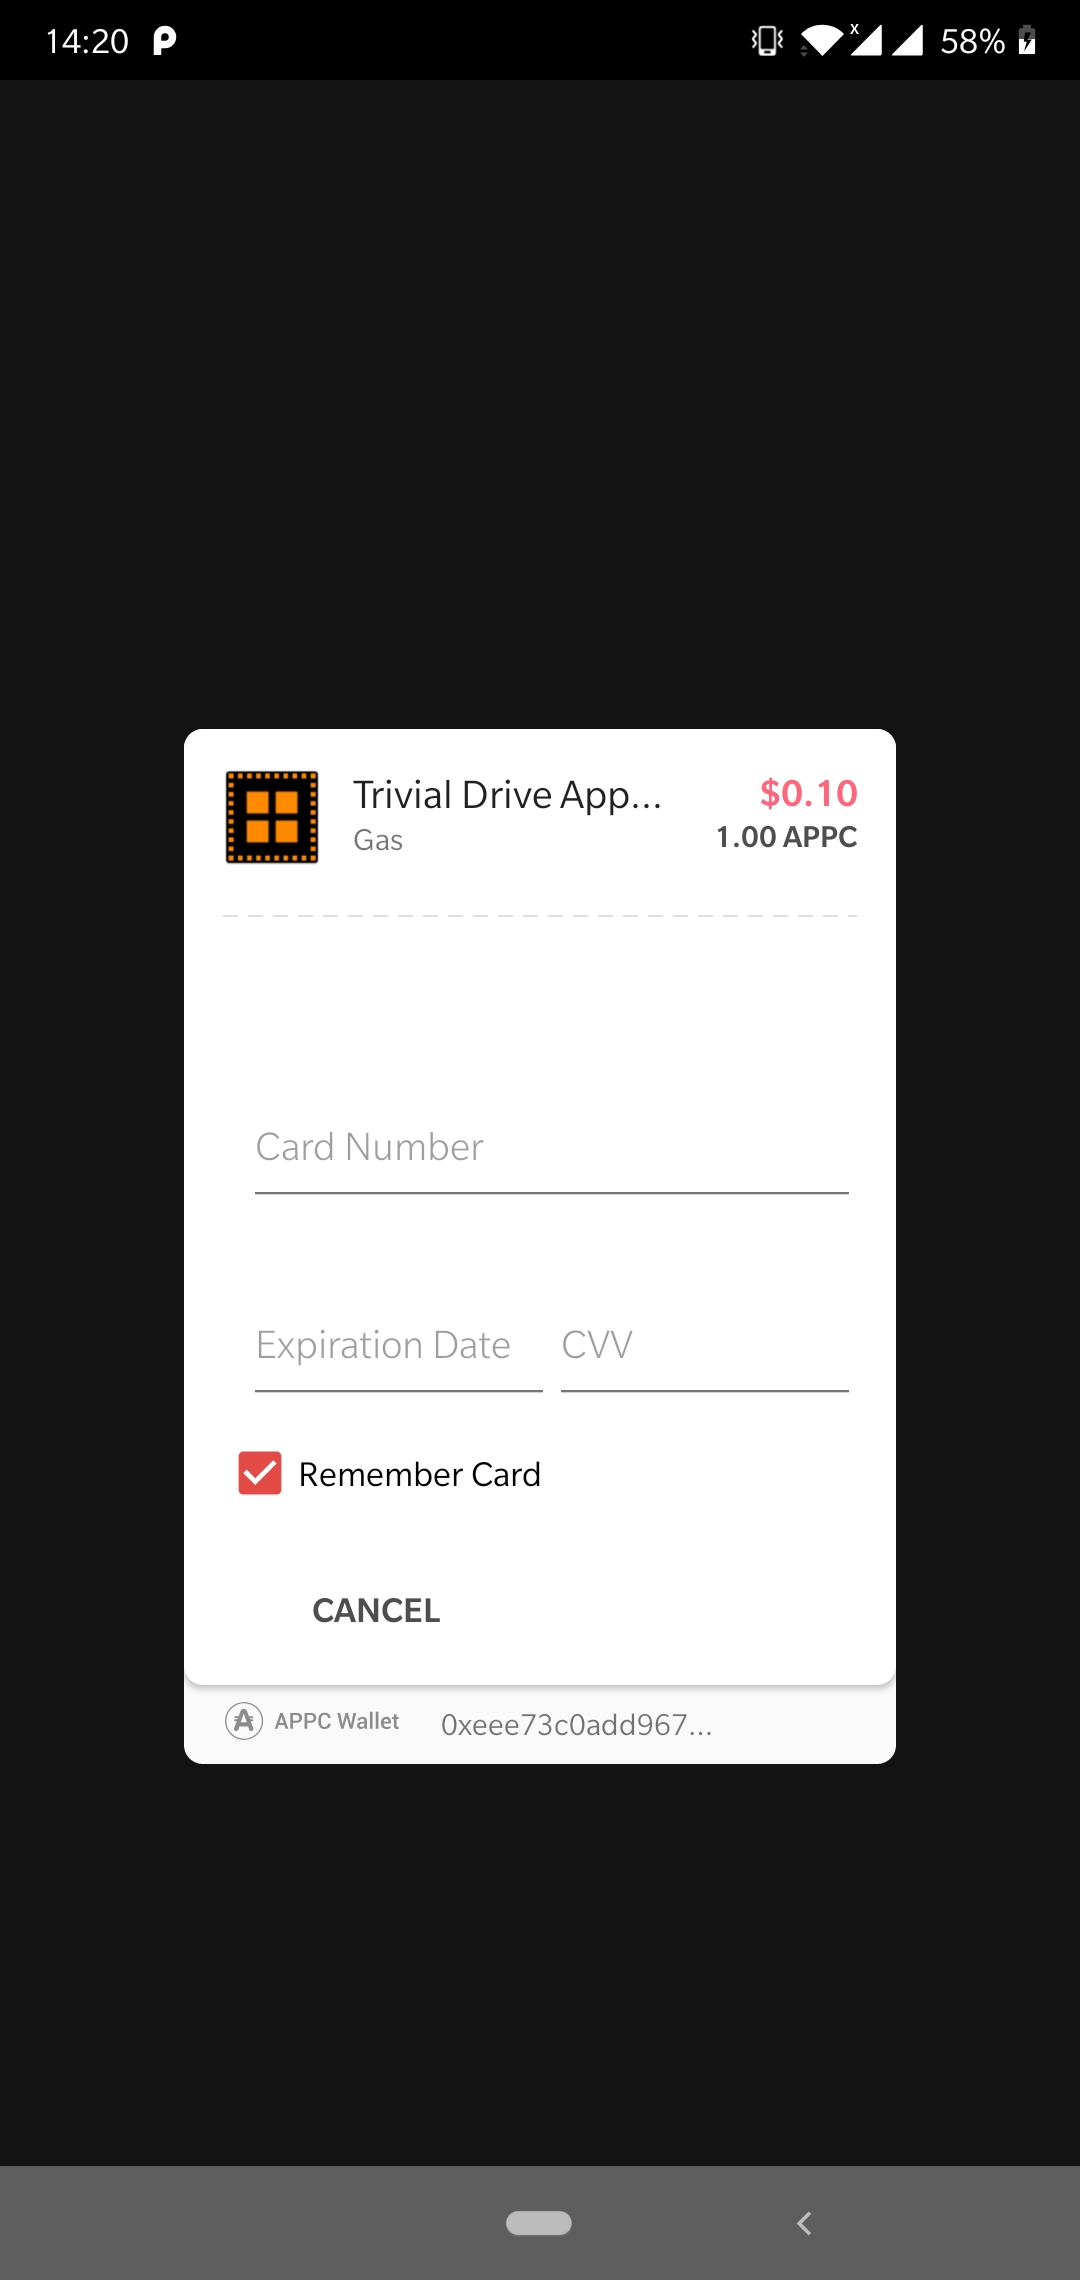 14:20
58%
Trivial Drive App...
$0.10
Gas
1.00 APPC
Card Number
Expiration Date
CVV
Remember Card
CANCEL
APPC Wallet
0xeee73c0add967...